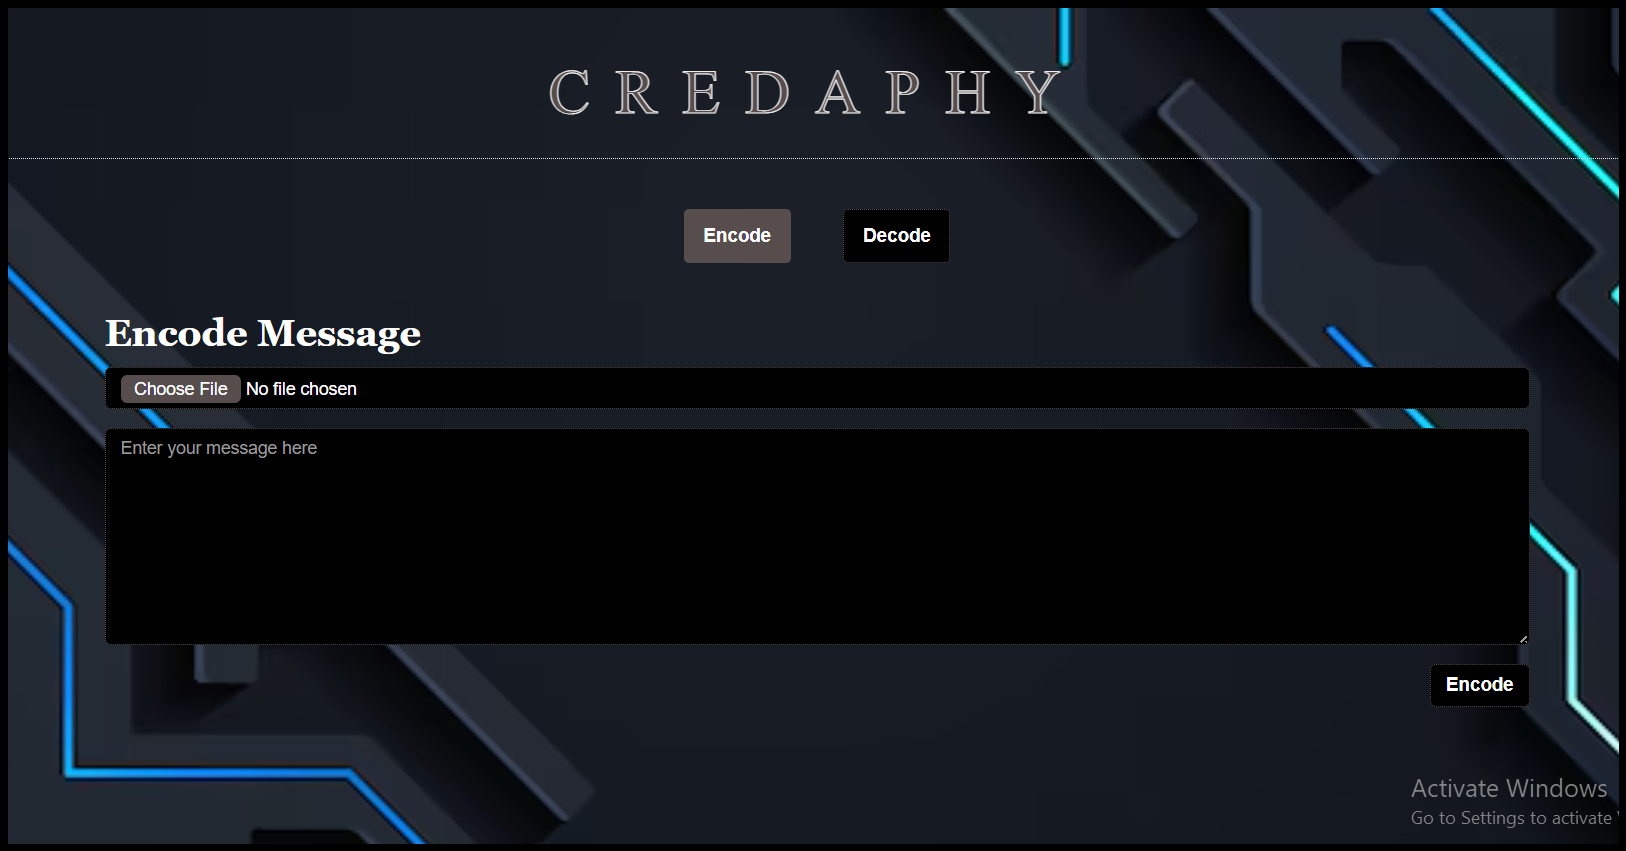 CREDAPHY
Encode Decode
Encode Message
Choose File No file chosen
Enter your message here
Encode
Activate Windows
Go to Settings to activate